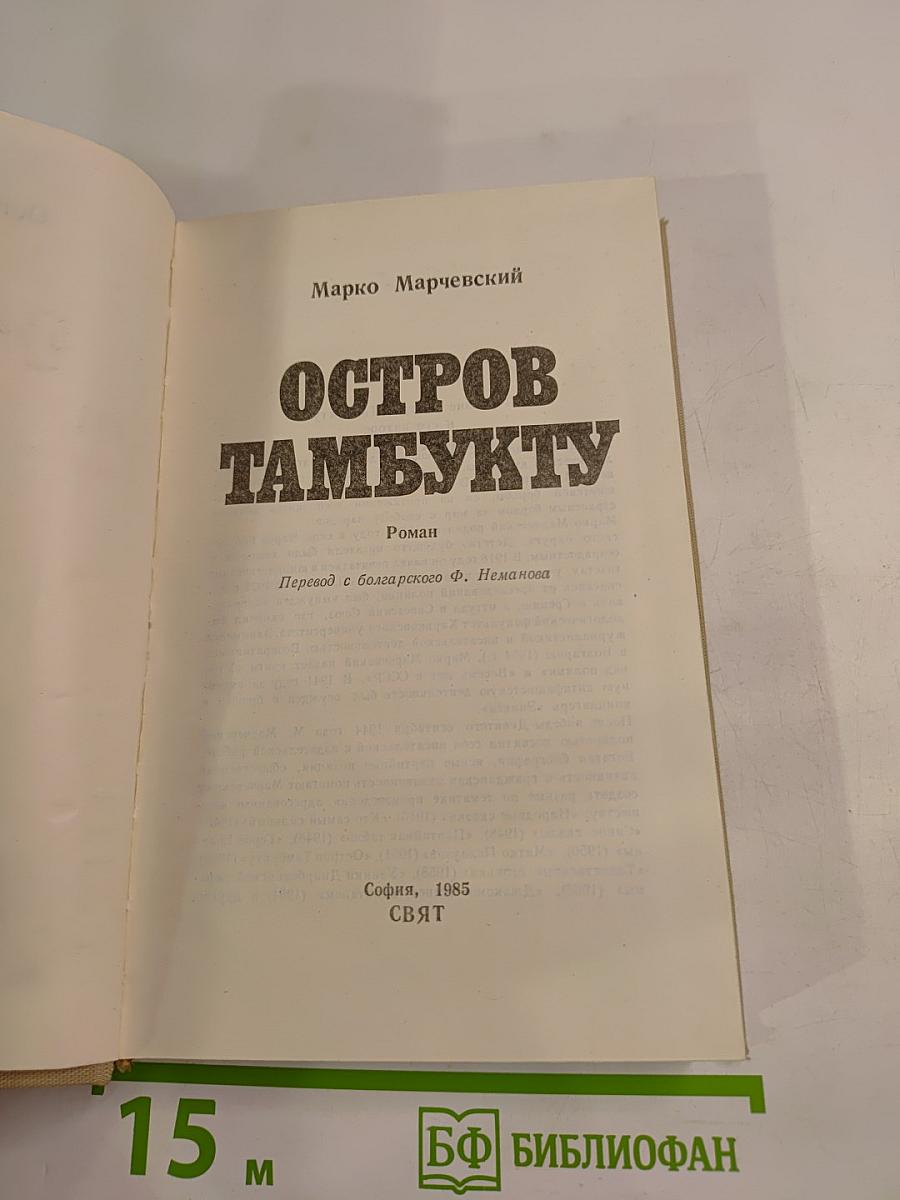 Марко Марчевский
ОСТРОВ
ТАМБУКТУ
Роман
Перевод с болгарского Ф. Неманова
София, 1985
СВЯТ
15 м
БФ БИБЛИОФАН